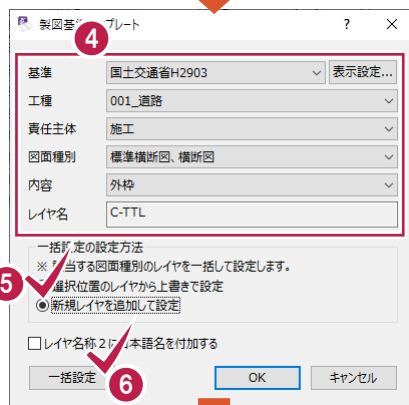 製図基 プレート ? ×
4
基準 国土交通省H2903 表示設定...
工種 001_道路
責任主体 施工
図面種別 標準横断図、横断図
内容 外枠
レイヤ名 C-TTL
一括設定の設定方法
※ 当する図面種別のレイヤを一括して設定します。
5
選択位置のレイヤから上書きで設定
新規レイヤを追加して設定
レイヤ名称2に 本語名を付加する
6
一括設定 OK キャンセル